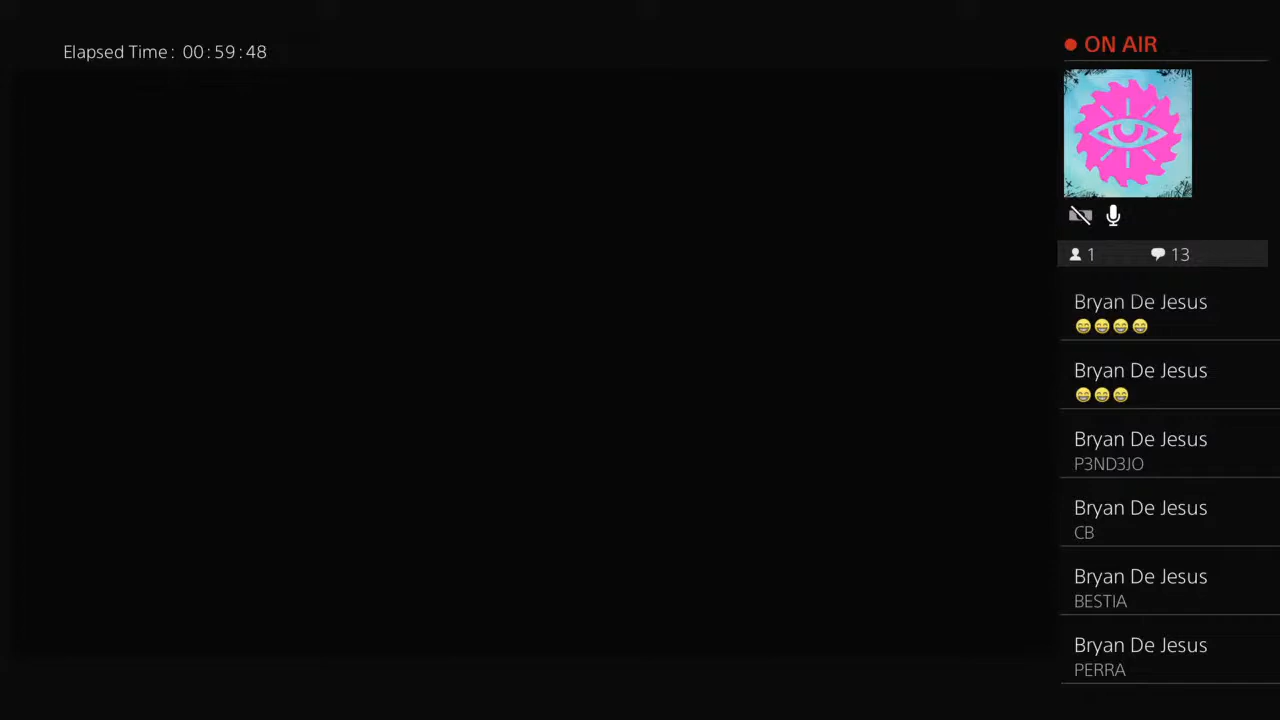 Elapsed Time: 00:59:48
ON AIR
1 13
Bryan De Jesus
😁😁😁😁
Bryan De Jesus
😁😁😁
Bryan De Jesus
P3ND3JO
Bryan De Jesus
CB
Bryan De Jesus
BESTIA
Bryan De Jesus
PERRA